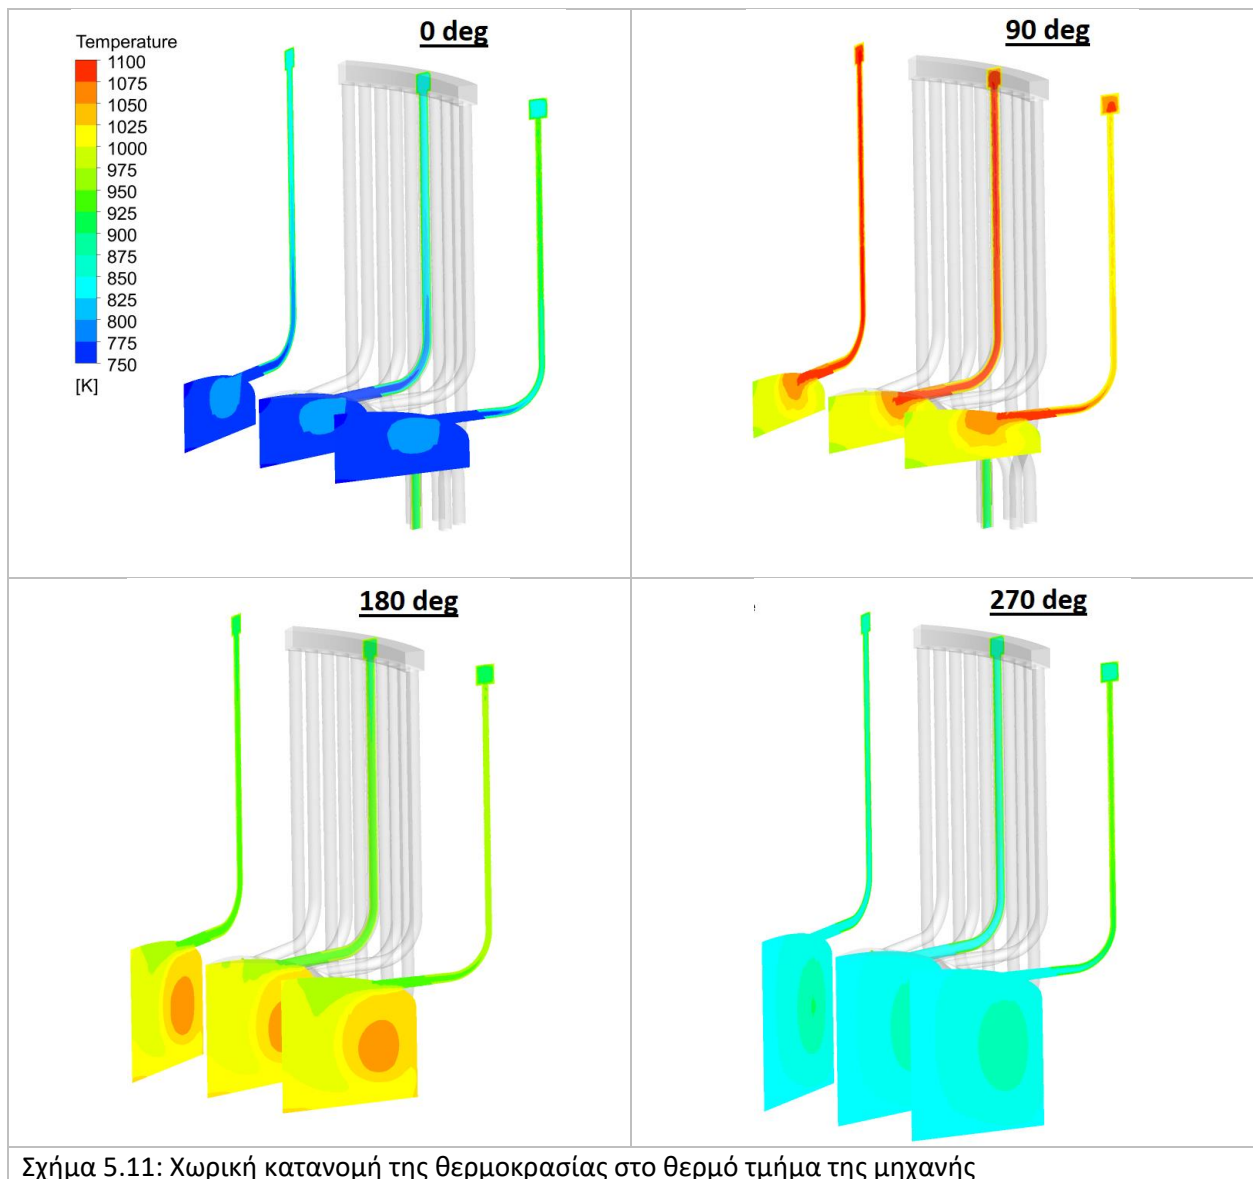 0 deg
Temperature
1100
1075
1050
1025
1000
975
950
925
900
875
850
825
800
775
750
[K]
90 deg
180 deg
270 deg
Σχήμα 5.11: Χωρική κατανομή της θερμοκρασίας στο θερμό τμήμα της μηχανής